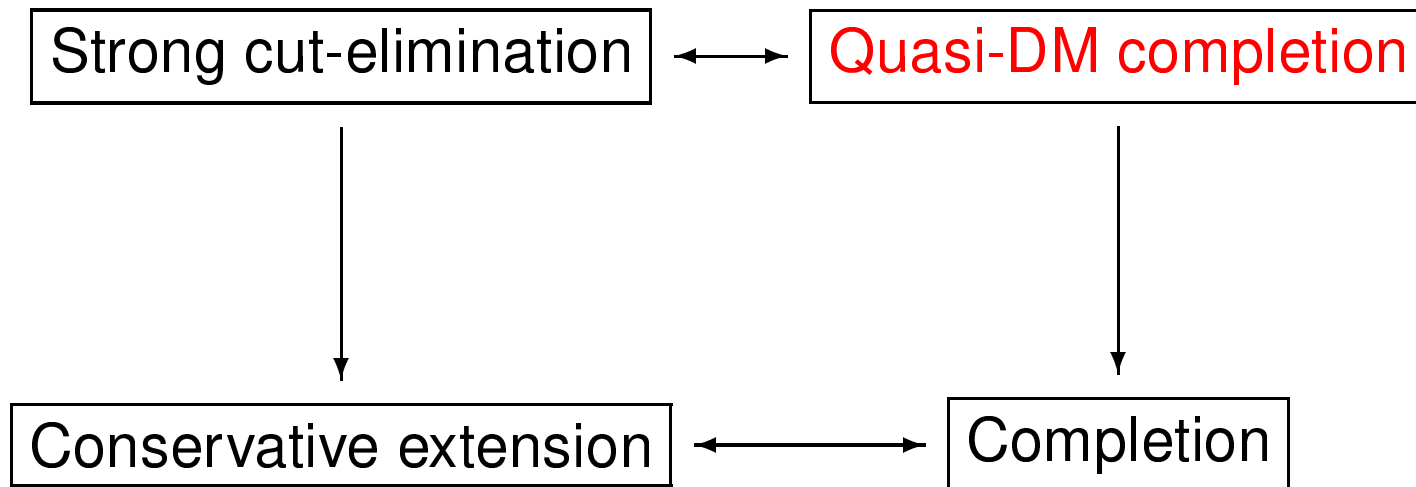 Strong cut-elimination
Quasi-DM completion
Conservative extension
Completion